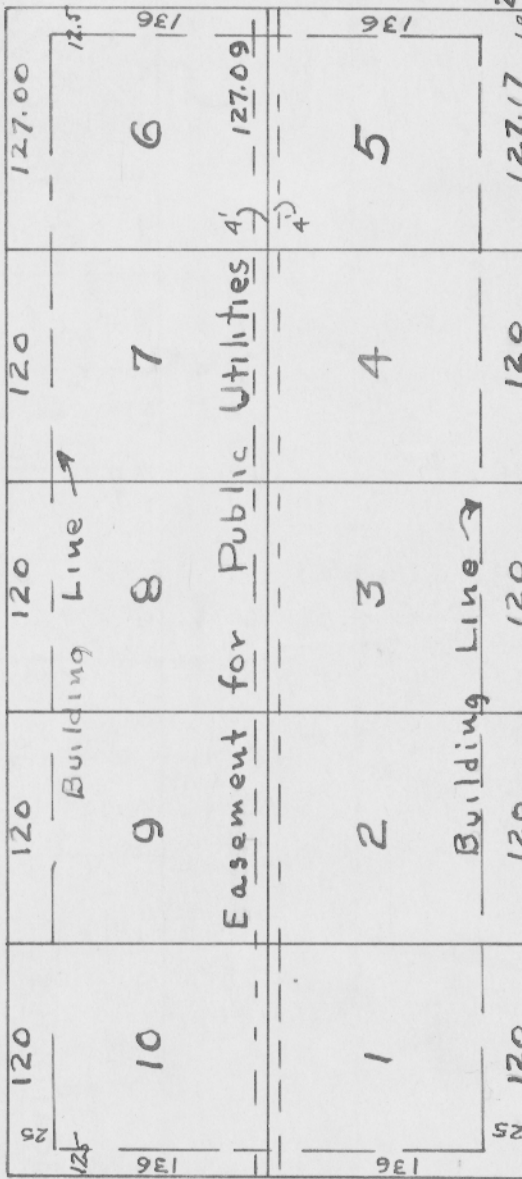 120 120 120 120 127.00
25
12.5 Building Line 12.5
136 10 9 8 7 6 136
Easement for Public Utilities 4' 127.09
4'
136 1 2 3 4 5 136
Building Line
25 120 120 120 120 127.17